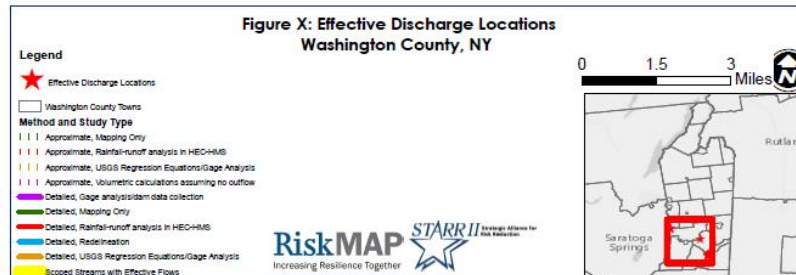 Figure X: Effective Discharge Locations
Washington County, NY
Legend
Effective Discharge Locations
Washington County Towns
Method and Study Type
Approximate, Mapping Only
Approximate, Rainfall-runoff analysis in HEC-HMS
Approximate, USGS Regression Equations/Gage Analysis
Approximate, Volumetric calculations assuming no outflow
Detailed, Gage analysis/dam data collection
Detailed, Mapping Only
Detailed, Rainfall-runoff analysis in HEC-HMS
Detailed, Redelineation
Detailed, USGS Regression Equations/Gage Analysis
Scoped Streams with Effective Flows
RiskMAP
Increasing Resilience Together
STARR II Strategic Alliance for
Risk Reduction
0 1.5 3
Miles
N
Rutlan
Saratoga
Springs